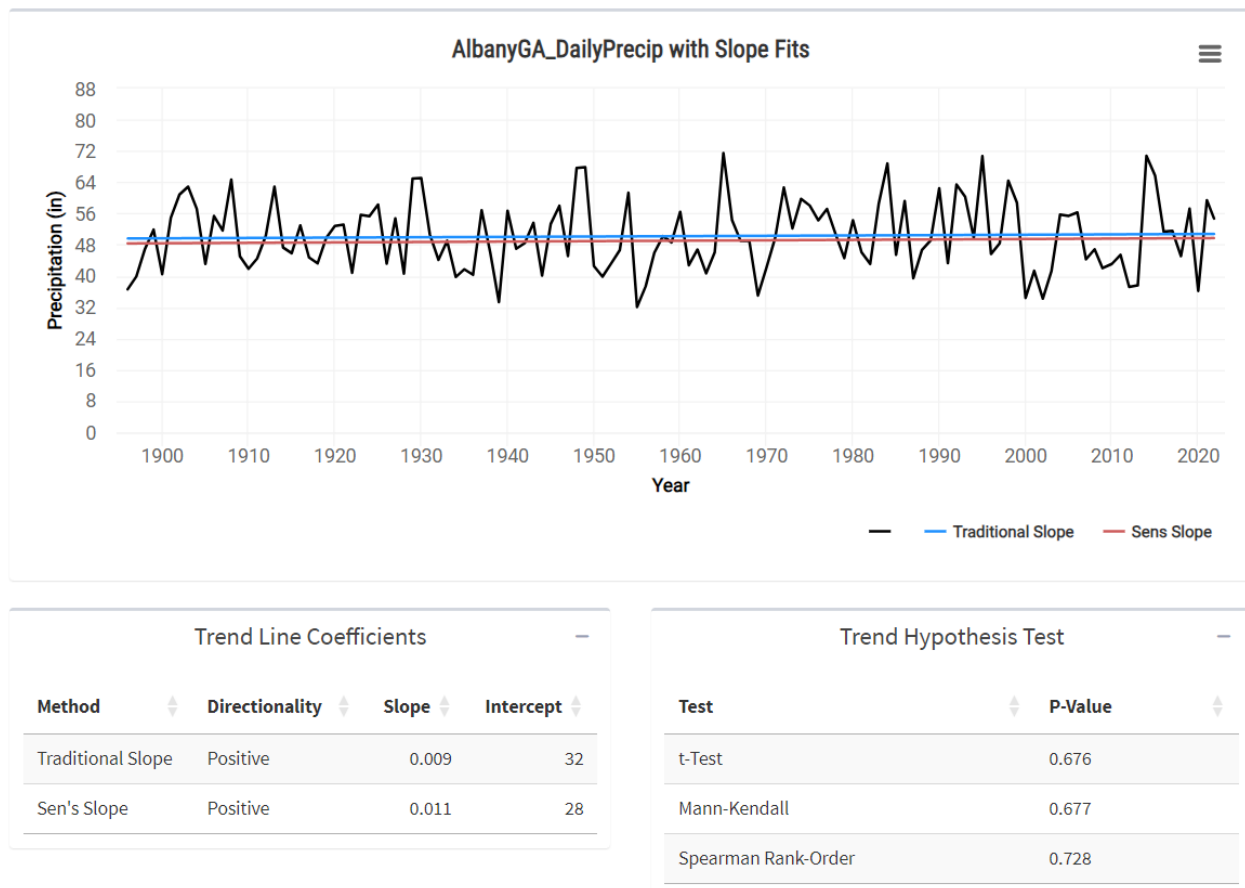 AlbanyGA_DailyPrecip with Slope Fits
88
80
72
64
56
48
40
32
24
16
8
0
Precipitation (in)
1900 1910 1920 1930 1940 1950 1960 1970 1980 1990 2000 2010 2020
Year
Traditional Slope Sens Slope
Trend Line Coefficients
Method Directionality Slope Intercept
Traditional Slope Positive 0.009 32
Sen's Slope Positive 0.011 28
Trend Hypothesis Test
Test P-Value
t-Test 0.676
Mann-Kendall 0.677
Spearman Rank-Order 0.728